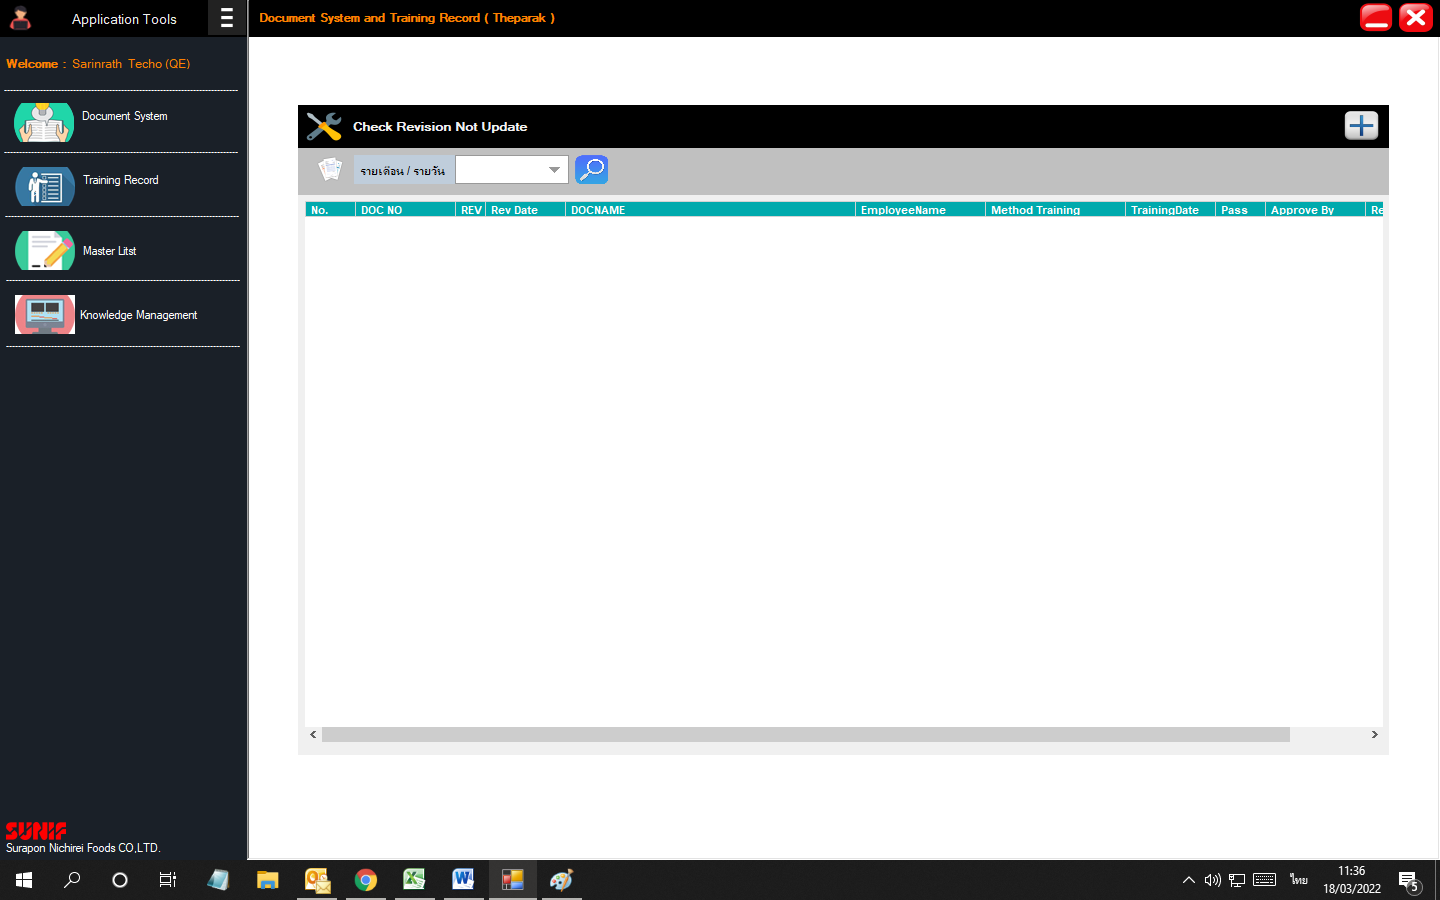 Application Tools
Document System and Training Record ( Theparak )
Welcome : Sarinrath Techo (QE)
Document System
Training Record
Master Litst
Knowledge Management
Check Revision Not Update
รายเดือน / รายวัน
No. DOC NO REV Rev Date DOCNAME EmployeeName Method Training TrainingDate Pass Approve By Re
SUNIF
Surapon Nichirei Foods CO,LTD.
ไทย
11:36
18/03/2022
5